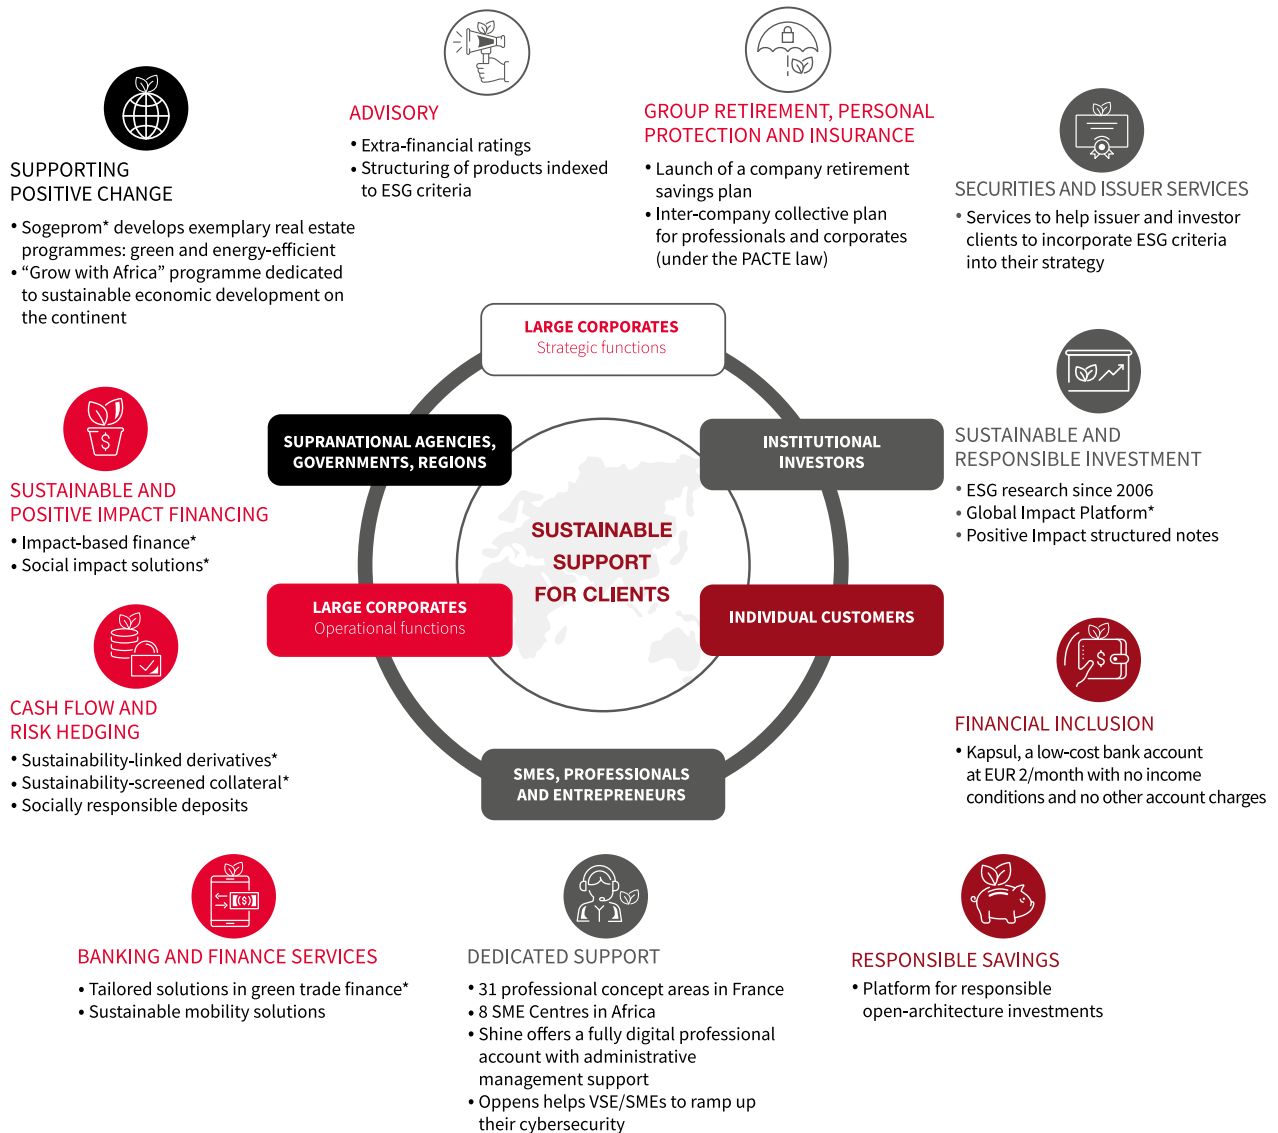 ADVISORY
• Extra-financial ratings
• Structuring of products indexed
to ESG criteria
GROUP RETIREMENT, PERSONAL
PROTECTION AND INSURANCE
• Launch of a company retirement
savings plan
• Inter-company collective plan
for professionals and corporates
(under the PACTE law)
SUPPORTING
POSITIVE CHANGE
• Sogeprom* develops exemplary real estate
programmes: green and energy-efficient
• “Grow with Africa” programme dedicated
to sustainable economic development on
the continent
SECURITIES AND ISSUER SERVICES
• Services to help issuer and investor
clients to incorporate ESG criteria
into their strategy
LARGE CORPORATES
Strategic functions
SUPRANATIONAL AGENCIES,
GOVERNMENTS, REGIONS
INSTITUTIONAL
INVESTORS
SUSTAINABLE
SUPPORT
FOR CLIENTS
LARGE CORPORATES
Operational functions
INDIVIDUAL CUSTOMERS
SMES, PROFESSIONALS
AND ENTREPRENEURS
SUSTAINABLE AND
POSITIVE IMPACT FINANCING
• Impact-based finance*
• Social impact solutions*
SUSTAINABLE AND
RESPONSIBLE INVESTMENT
• ESG research since 2006
• Global Impact Platform*
• Positive Impact structured notes
$
CASH FLOW AND
RISK HEDGING
• Sustainability-linked derivatives*
• Sustainability-screened collateral*
• Socially responsible deposits
$
FINANCIAL INCLUSION
• Kapsul, a low-cost bank account
at EUR 2/month with no income
conditions and no other account charges
($)
BANKING AND FINANCE SERVICES
• Tailored solutions in green trade finance*
• Sustainable mobility solutions
DEDICATED SUPPORT
• 31 professional concept areas in France
• 8 SME Centres in Africa
• Shine offers a fully digital professional
account with administrative
management support
• Oppens helps VSE/SMEs to ramp up
their cybersecurity
RESPONSIBLE SAVINGS
• Platform for responsible
open-architecture investments